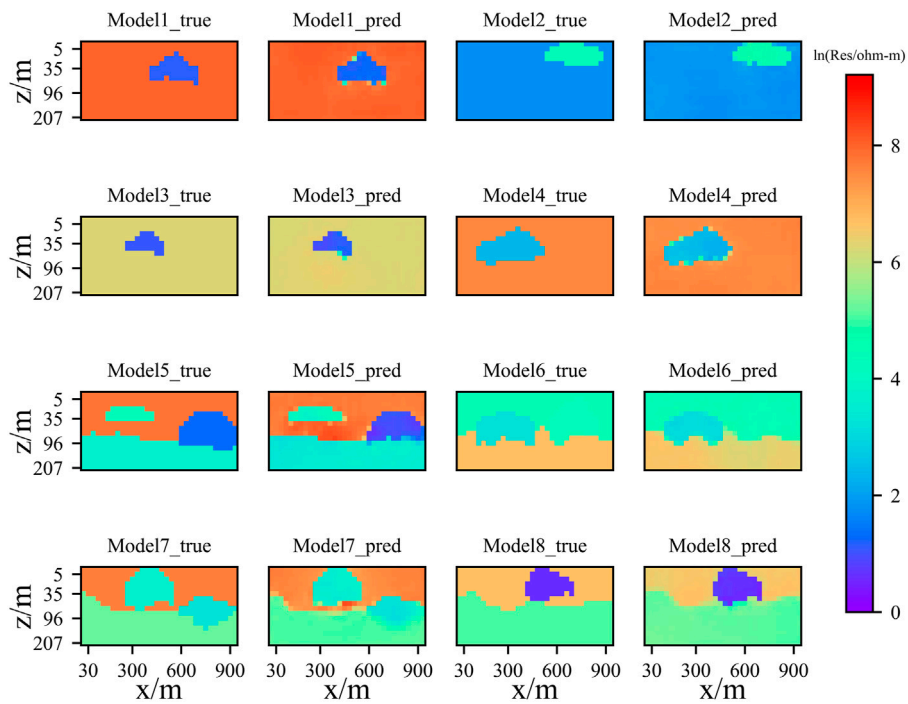 Model1_true Model1_pred Model2_true Model2_pred
ln(Res/ohm-m)
z/m
5
35
96
207
8
Model3_true Model3_pred Model4_true Model4_pred
z/m
5
35
96
207
6
Model5_true Model5_pred Model6_true Model6_pred
4
z/m
5
35
96
207
2
Model7_true Model7_pred Model8_true Model8_pred
z/m
5
35
96
207
0
30 300 600 900 30 300 600 900 30 300 600 900 30 300 600 900
x/m x/m x/m x/m